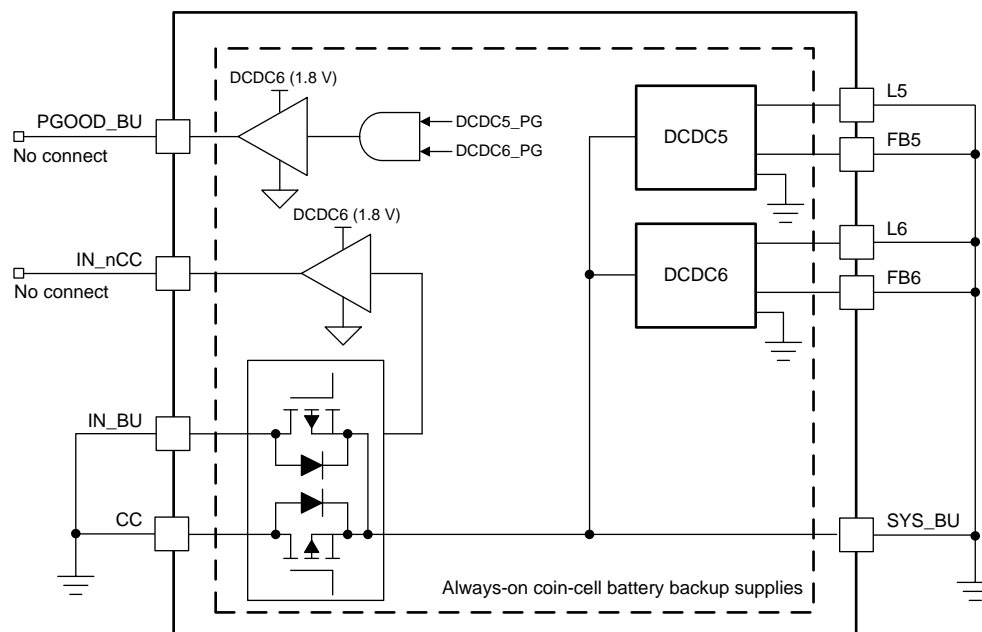 DCDC6 (1.8 V)
PGOOD_BU
No connect
DCDC5_PG
DCDC6_PG
DCDC5
L5
FB5
DCDC6 (1.8 V)
IN_nCC
No connect
DCDC6
L6
FB6
IN_BU
CC
SYS_BU
Always-on coin-cell battery backup supplies